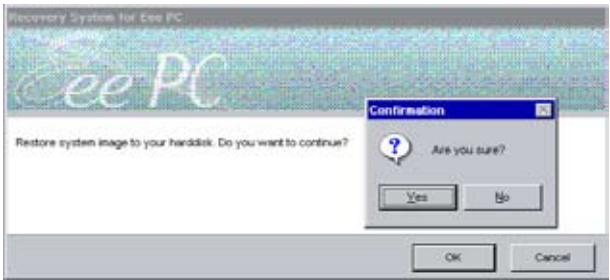 Recovery System for Eee PC
Eee PC
Restore system image to your harddisk. Do you want to continue?
Confirmation
Are you sure?
Yes
No
OK
Cancel